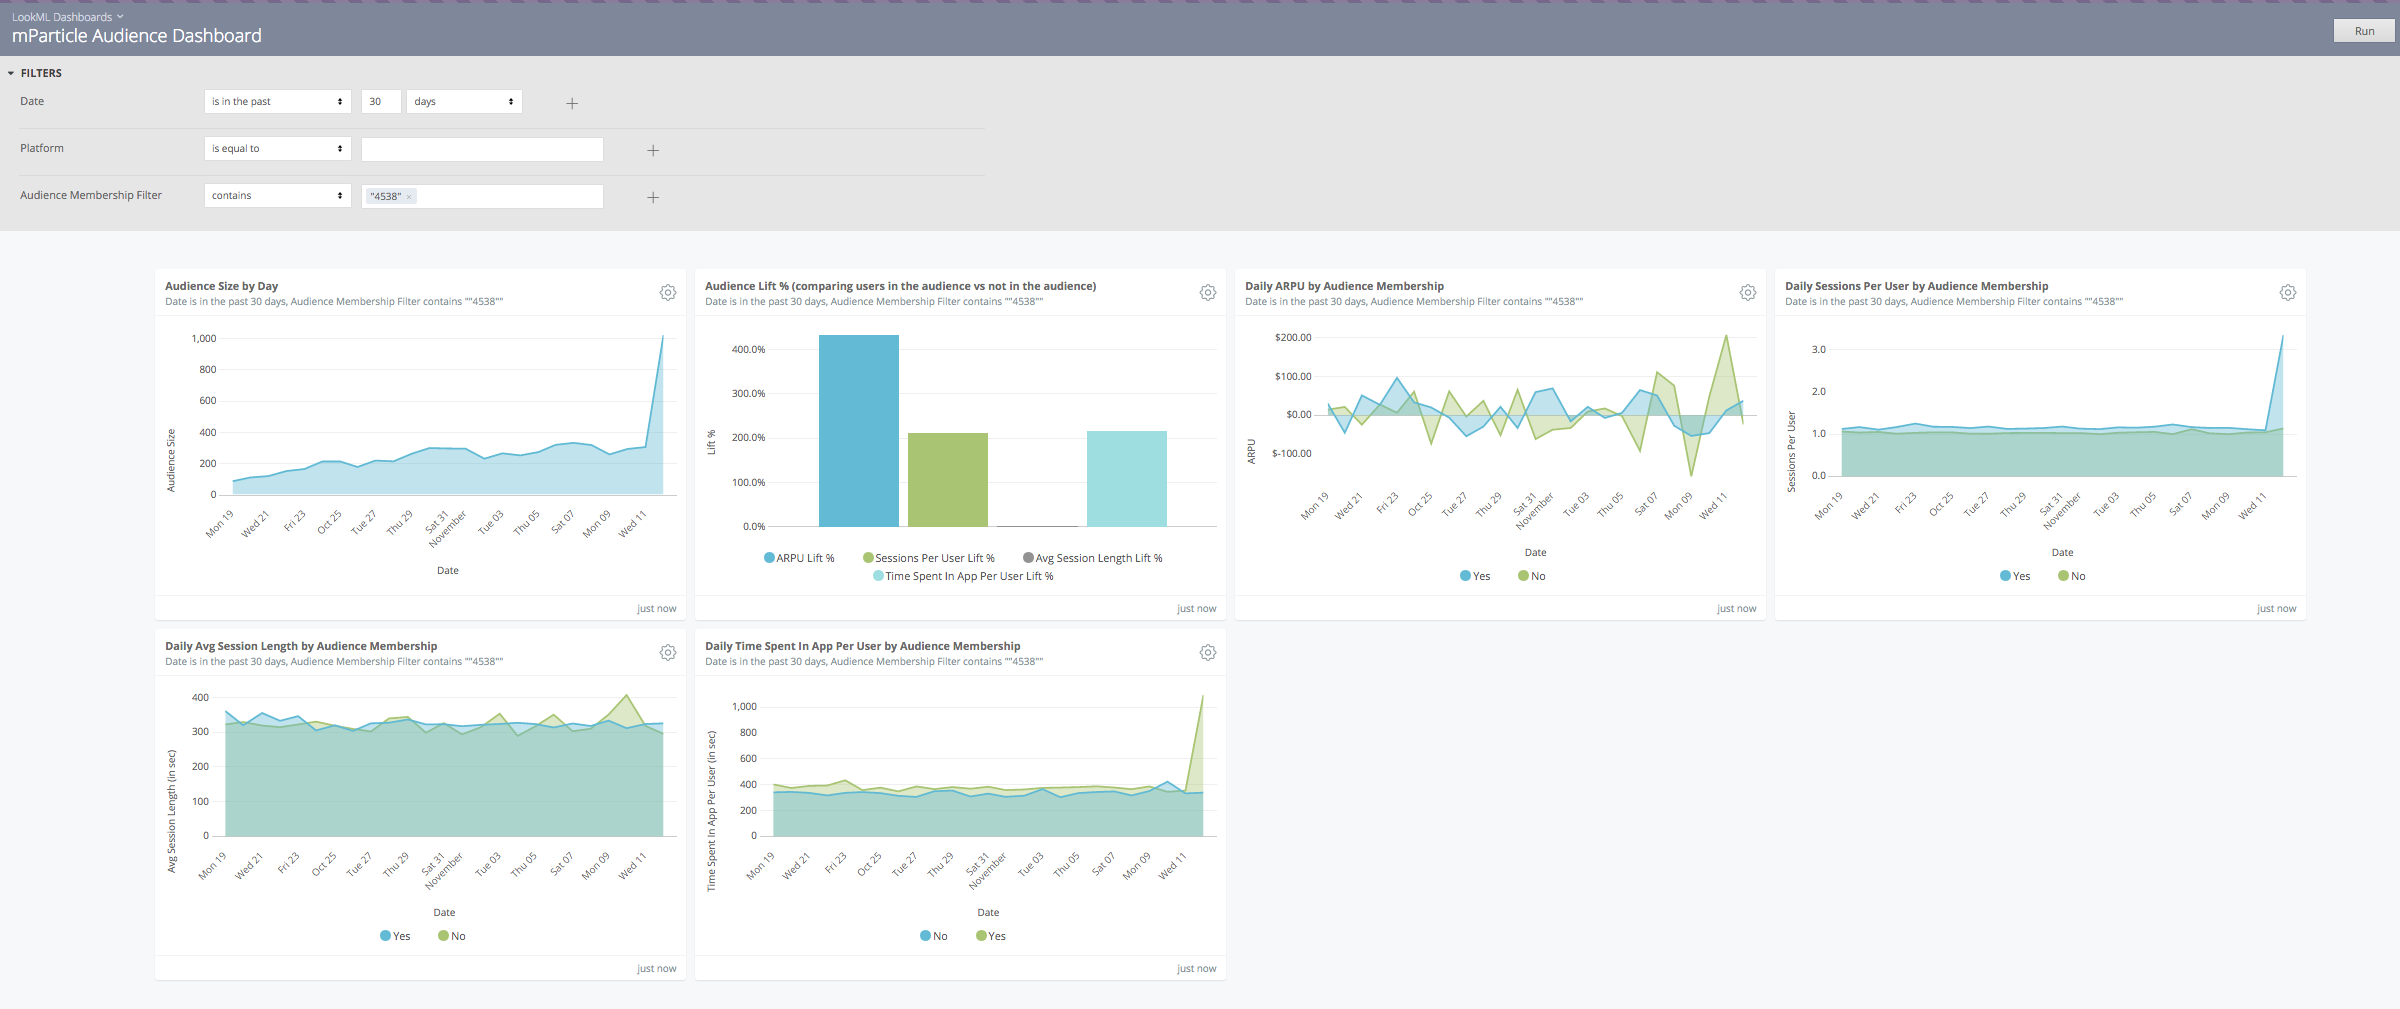 LookML Dashboards
mParticle Audience Dashboard
Run
FILTERS
Date
is in the past
30
days
Platform
is equal to
Audience Membership Filter
contains
"4538" ×
Audience Size by Day
Date is in the past 30 days, Audience Membership Filter contains ""4538""
Audience Size
1,000
800
600
400
200
0
Mon 19
Wed 21
Fri 23
Oct 25
Tue 27
Thu 29
Sat 31
November
Tue 03
Thu 05
Sat 07
Mon 09
Wed 11
Date
just now
Audience Lift % (comparing users in the audience vs not in the audience)
Date is in the past 30 days, Audience Membership Filter contains ""4538""
Lift %
400.0%
300.0%
200.0%
100.0%
0.0%
ARPU Lift %
Sessions Per User Lift %
Avg Session Length Lift %
Time Spent In App Per User Lift %
just now
Daily ARPU by Audience Membership
Date is in the past 30 days, Audience Membership Filter contains ""4538""
ARPU
$200.00
$100.00
$0.00
$-100.00
Mon 19
Wed 21
Fri 23
Oct 25
Tue 27
Thu 29
Sat 31
November
Tue 03
Thu 05
Sat 07
Mon 09
Wed 11
Date
Yes
No
just now
Daily Sessions Per User by Audience Membership
Date is in the past 30 days, Audience Membership Filter contains ""4538""
Sessions Per User
3.0
2.0
1.0
0.0
Mon 19
Wed 21
Fri 23
Oct 25
Tue 27
Thu 29
Sat 31
November
Tue 03
Thu 05
Sat 07
Mon 09
Wed 11
Date
Yes
No
just now
Daily Avg Session Length by Audience Membership
Date is in the past 30 days, Audience Membership Filter contains ""4538""
Avg Session Length (in sec)
400
300
200
100
0
Mon 19
Wed 21
Fri 23
Oct 25
Tue 27
Thu 29
Sat 31
November
Tue 03
Thu 05
Sat 07
Mon 09
Wed 11
Date
Yes
No
just now
Daily Time Spent In App Per User by Audience Membership
Date is in the past 30 days, Audience Membership Filter contains ""4538""
Time Spent In App Per User (in sec)
1,000
800
600
400
200
0
Mon 19
Wed 21
Fri 23
Oct 25
Tue 27
Thu 29
Sat 31
November
Tue 03
Thu 05
Sat 07
Mon 09
Wed 11
Date
No
Yes
just now